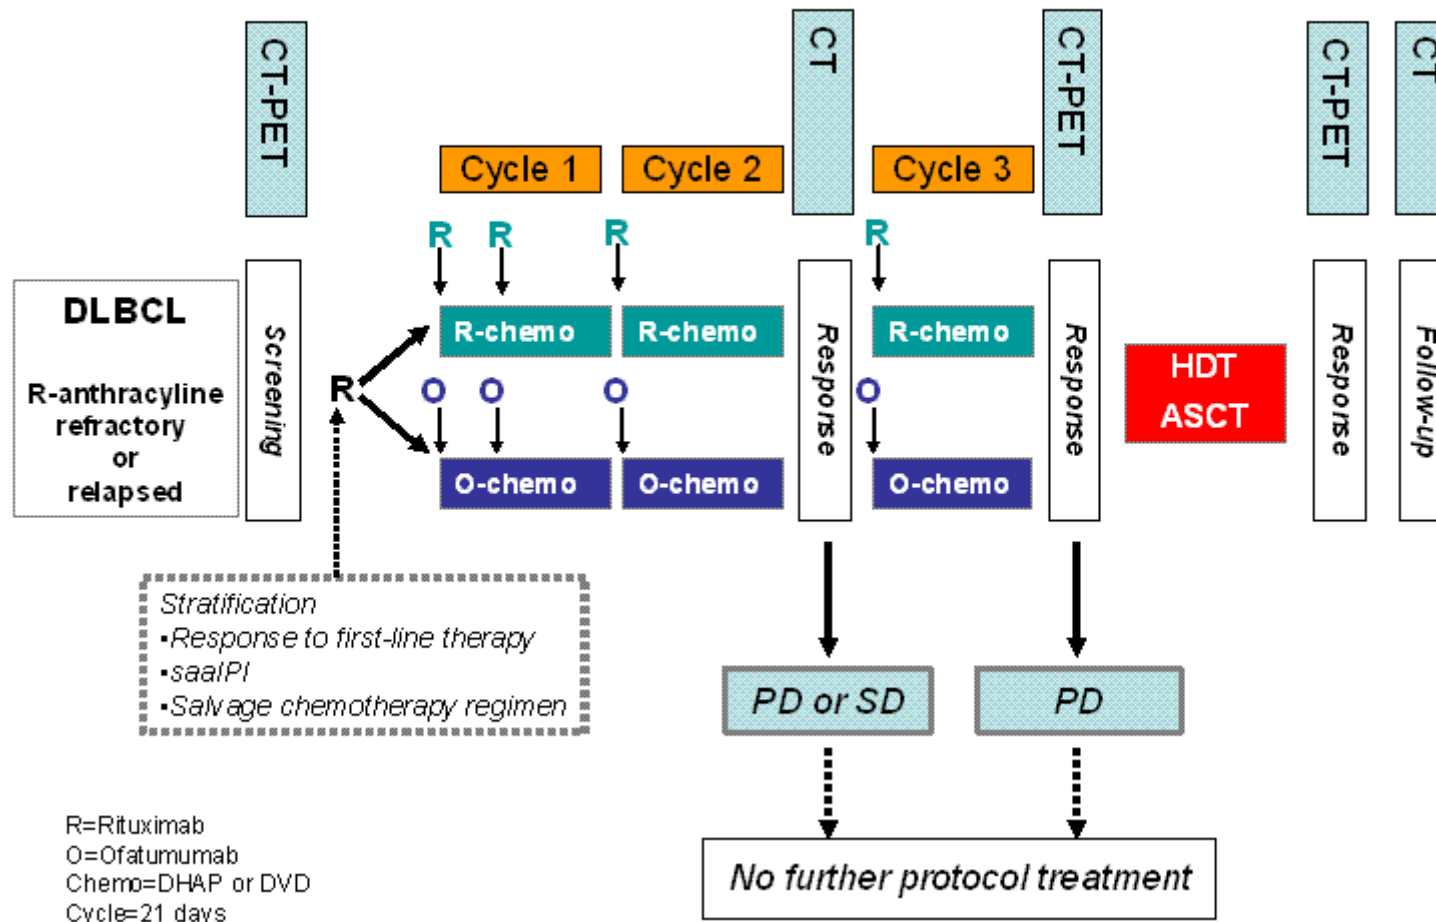 CT-PET
CT
CT-PET
CT-PET
CT
Cycle 1
Cycle 2
Cycle 3
R
R
R
R
DLBCL
R-anthracyline
refractory
or
relapsed
Screening
R
R-chemo
R-chemo
Response
R-chemo
Response
HDT
ASCT
Response
Follow-up
O
O
O
O
O-chemo
O-chemo
O-chemo
Stratification
▪Response to first-line therapy
▪saaIPI
▪Salvage chemotherapy regimen
PD or SD
PD
R=Rituximab
O=Ofatumumab
Chemo=DHAP or DVD
Cycle=21 days
No further protocol treatment